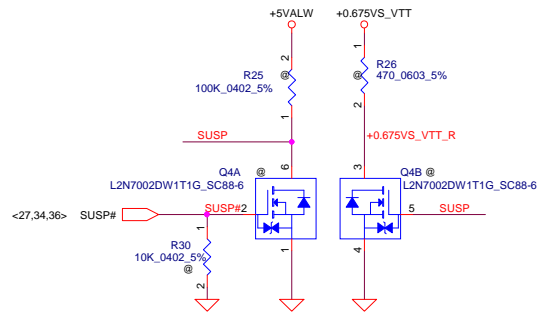 +5VALW +0.675VS_VTT
2 1
R25 @ @ R26
100K_0402_5% 470_0603_5%
1 2
SUSP +0.675VS_VTT_R
6 3
Q4A @ Q4B @
L2N7002DW1T1G_SC88-6 L2N7002DW1T1G_SC88-6
<27,34,36> SUSP# SUSP# 2 5 SUSP
1
R30 1 4
10K_0402_5%
@
2